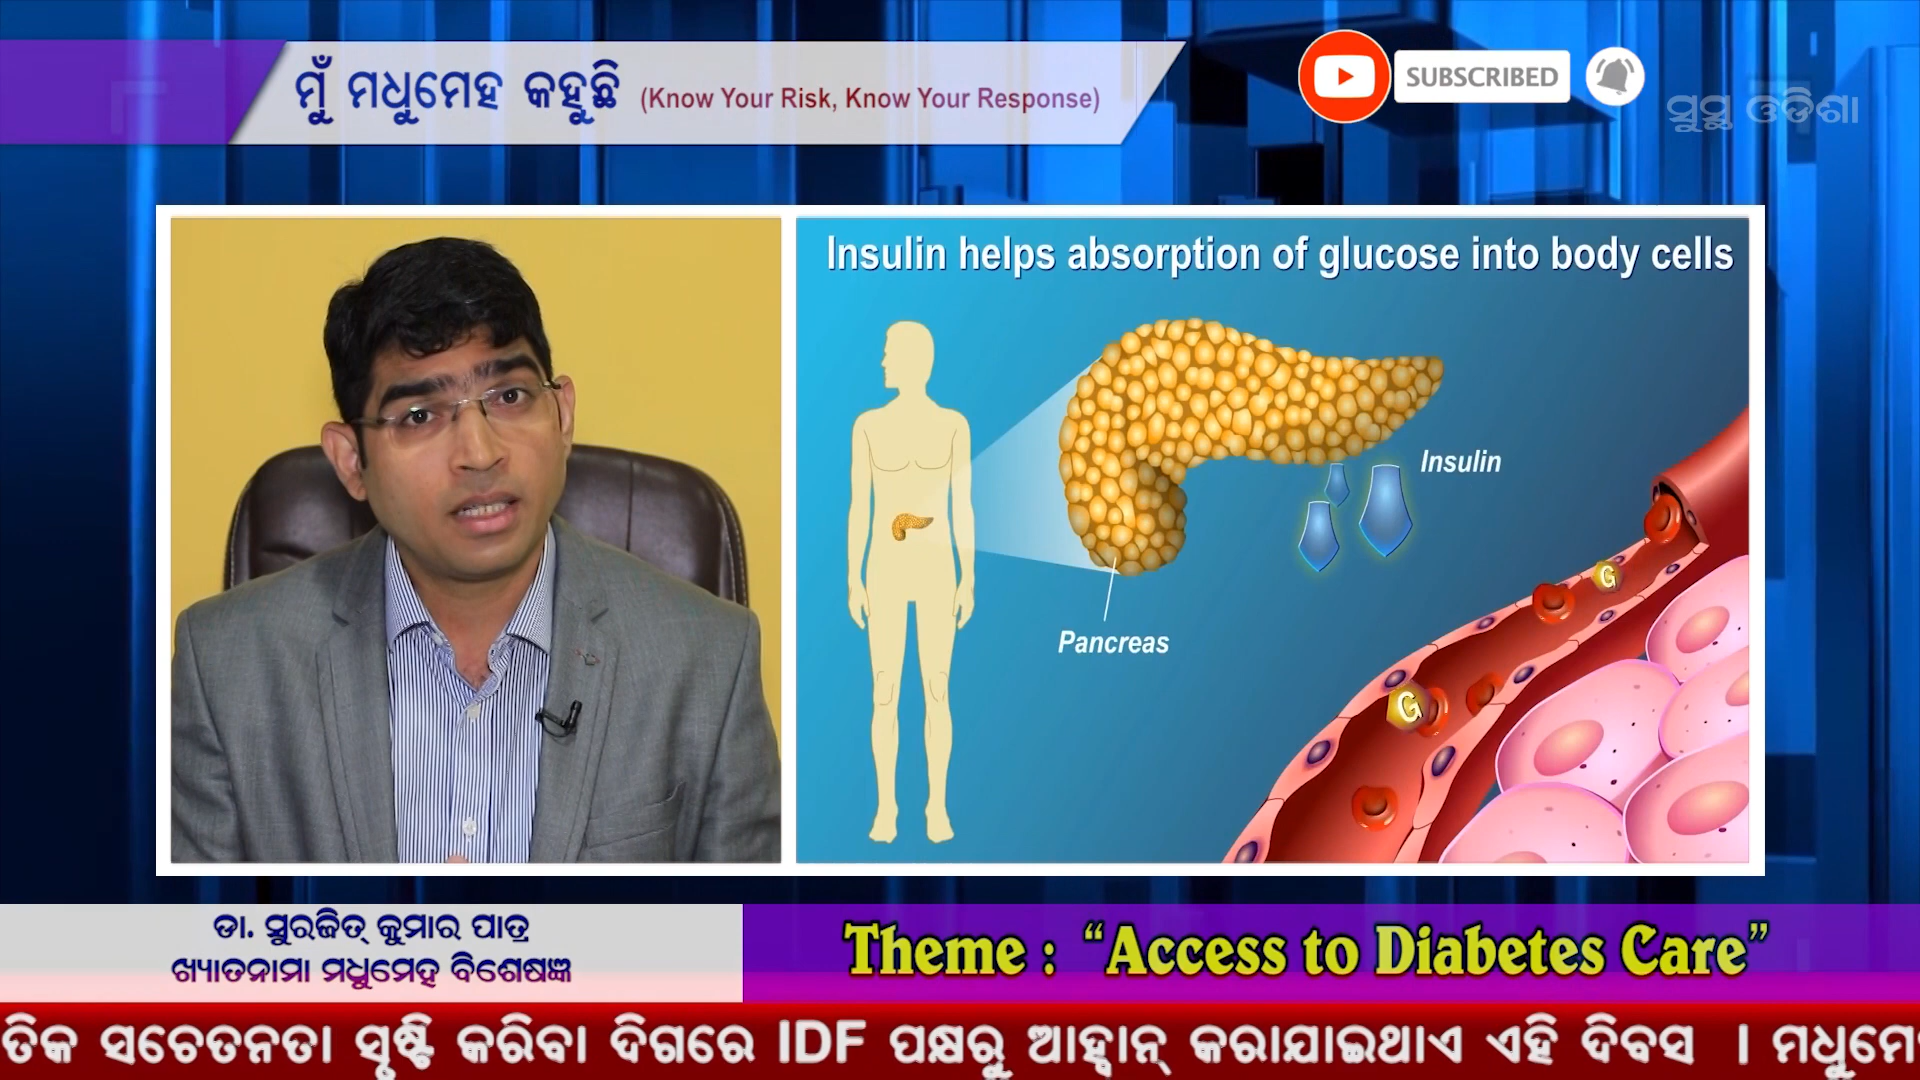 ମୁଁ ମଧୁମେହ କହୁଛି (Know Your Risk, Know Your Response)
SUBSCRIBED
ସୁସ୍ଥ ଓଡିଶା
Insulin helps absorption of glucose into body cells
Insulin
G
G
Pancreas
ଡା. ସୁରଜିତ୍ କୁମାର ପାତ୍ର
ଖ୍ୟାତନାମା ମଧୁମେହ ବିଶେଷଜ୍ଞ
Theme : “Access to Diabetes Care”
ତିକ ସଚେତନତା ସୃଷ୍ଟି କରିବା ଦିଗରେ IDF ପକ୍ଷରୁ ଆହ୍ୱାନ୍ କରାଯାଇଥାଏ ଏହି ଦିବସ । ମଧୁମେ